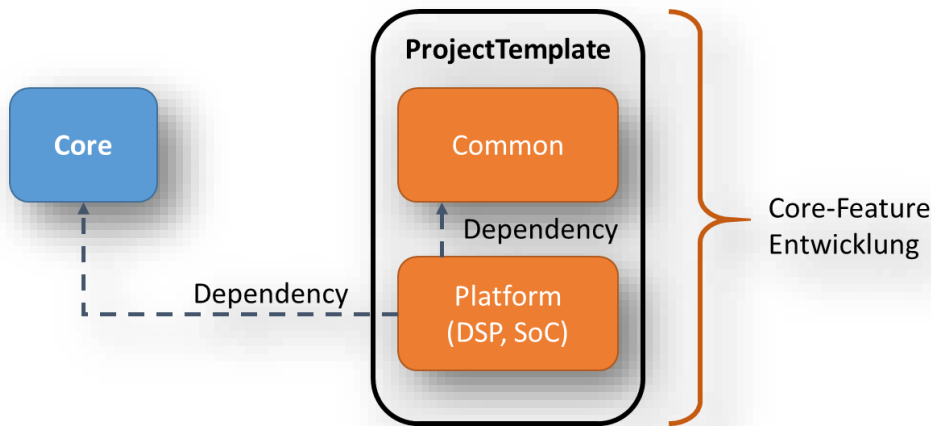 ProjectTemplate
Core
Common
Dependency
Core-Feature
Entwicklung
Dependency
Platform
(DSP, SoC)